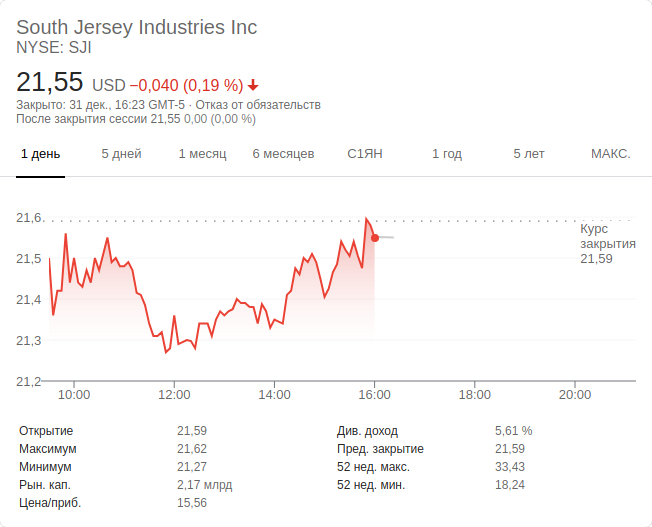 South Jersey Industries Inc
NYSE: SJI
21,55 USD −0,040 (0,19 %)
Закрыто: 31 дек., 16:23 GMT-5 · Отказ от обязательств
После закрытия сессии 21,55 0,00 (0,00 %)
1 день 5 дней 1 месяц 6 месяцев С1ЯН 1 год 5 лет МАКС.
21,6
Курс
закрытия
21.59
21,5
21,4
21,3
21,2
10:00 12:00 14:00 16:00 18:00 20:00
Открытие 21,59 Див. доход 5,61 %
Максимум 21,62 Пред. закрытие 21,59
Минимум 21,27 52 нед. макс. 33,43
Рын. кап. 2,17 млрд 52 нед. мин. 18,24
Цена/приб. 15,56